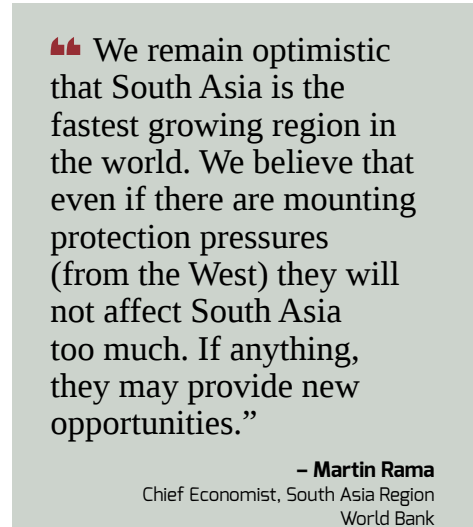 “ We remain optimistic
that South Asia is the
fastest growing region in
the world. We believe that
even if there are mounting
protection pressures
(from the West) they will
not affect South Asia
too much. If anything,
they may provide new
opportunities.”
– Martin Rama
Chief Economist, South Asia Region
World Bank